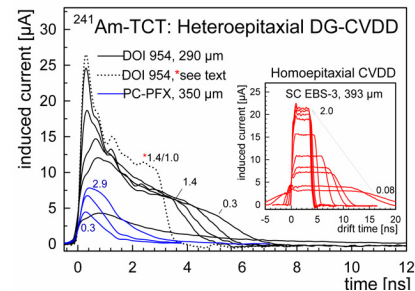 241Am-TCT: Heteroepitaxial DG-CVDD
induced current [µA]
30
25
20
15
10
5
0
DOI 954, 290 µm
DOI 954, *see text
PC-PFX, 350 µm
*1.4/1.0
1.4
0.3
2.9
0.3
0 2 4 6 8 10 12
time [ns]
Homoepitaxial CVDD
SC EBS-3, 393 µm
induced current [µA]
25
20
15
10
5
0
2.0
0.08
-5 0 5 10 15 20
drift time [ns]